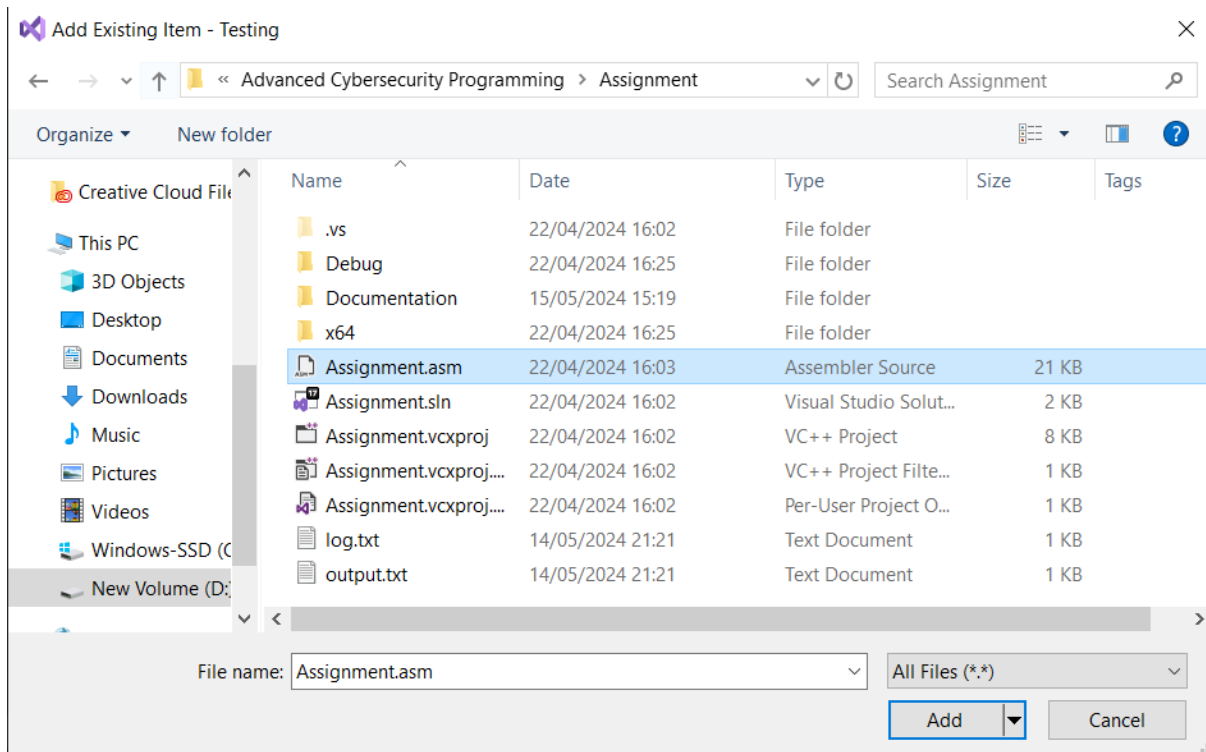 Add Existing Item - Testing
« Advanced Cybersecurity Programming > Assignment
Search Assignment
Organize
New folder
Creative Cloud File
This PC
3D Objects
Desktop
Documents
Downloads
Music
Pictures
Videos
Windows-SSD (C
New Volume (D:)
Name Date Type Size Tags
.vs 22/04/2024 16:02 File folder
Debug 22/04/2024 16:25 File folder
Documentation 15/05/2024 15:19 File folder
x64 22/04/2024 16:25 File folder
Assignment.asm 22/04/2024 16:03 Assembler Source 21 KB
Assignment.sln 22/04/2024 16:02 Visual Studio Solut... 2 KB
Assignment.vcxproj 22/04/2024 16:02 VC++ Project 8 KB
Assignment.vcxproj.... 22/04/2024 16:02 VC++ Project Filte... 1 KB
Assignment.vcxproj.... 22/04/2024 16:02 Per-User Project O... 1 KB
log.txt 14/05/2024 21:21 Text Document 1 KB
output.txt 14/05/2024 21:21 Text Document 1 KB
File name: Assignment.asm
All Files (*.*)
Add
Cancel